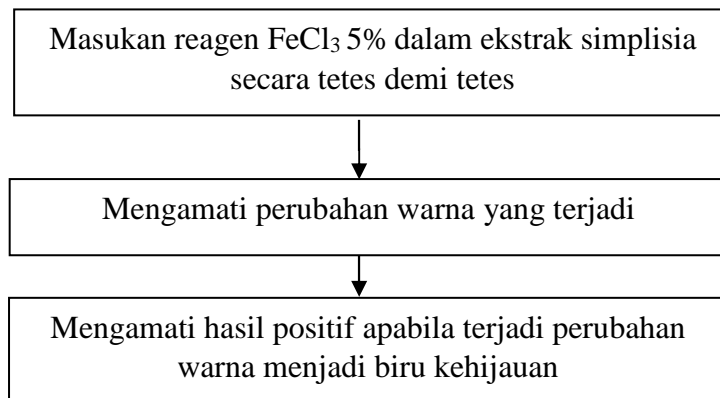 Masukan reagen FeCl₃ 5% dalam ekstrak simplisia
secara tetes demi tetes
Mengamati perubahan warna yang terjadi
Mengamati hasil positif apabila terjadi perubahan
warna menjadi biru kehijauan